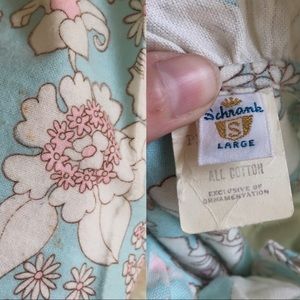 Schrank
S
LARGE
ALL COTTON
EXCLUSIVE OF
ORNAMENTATION